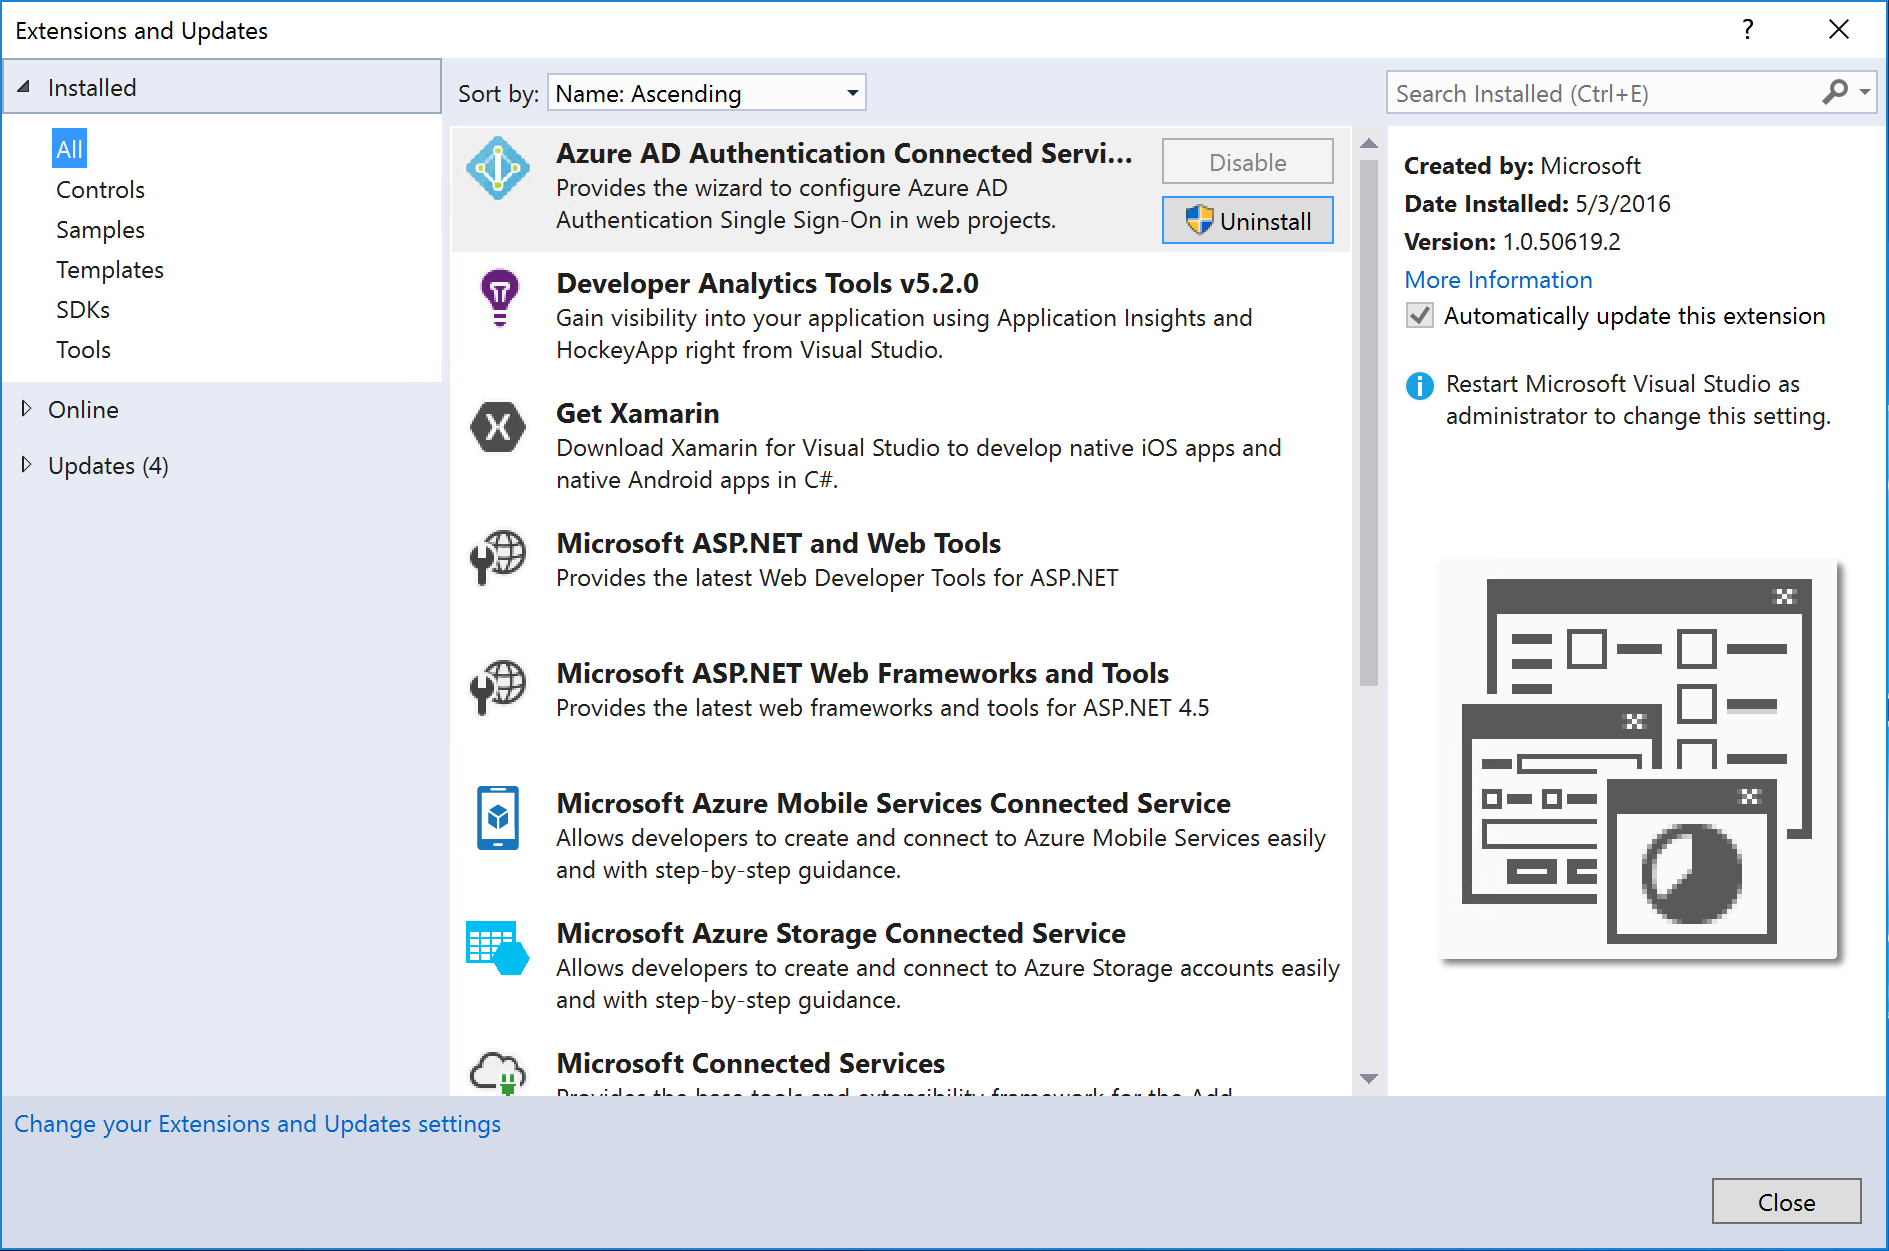 Extensions and Updates
?
Installed
All
Controls
Samples
Templates
SDKs
Tools
Online
Updates (4)
Sort by: Name: Ascending
Search Installed (Ctrl+E)
Azure AD Authentication Connected Servi...
Provides the wizard to configure Azure AD
Authentication Single Sign-On in web projects.
Disable
Uninstall
Developer Analytics Tools v5.2.0
Gain visibility into your application using Application Insights and
HockeyApp right from Visual Studio.
Get Xamarin
Download Xamarin for Visual Studio to develop native iOS apps and
native Android apps in C#.
Microsoft ASP.NET and Web Tools
Provides the latest Web Developer Tools for ASP.NET
Microsoft ASP.NET Web Frameworks and Tools
Provides the latest web frameworks and tools for ASP.NET 4.5
Microsoft Azure Mobile Services Connected Service
Allows developers to create and connect to Azure Mobile Services easily
and with step-by-step guidance.
Microsoft Azure Storage Connected Service
Allows developers to create and connect to Azure Storage accounts easily
and with step-by-step guidance.
Microsoft Connected Services
Provides the base tools and extensibility framework for the Add
Created by: Microsoft
Date Installed: 5/3/2016
Version: 1.0.50619.2
More Information
Automatically update this extension
Restart Microsoft Visual Studio as
administrator to change this setting.
Change your Extensions and Updates settings
Close